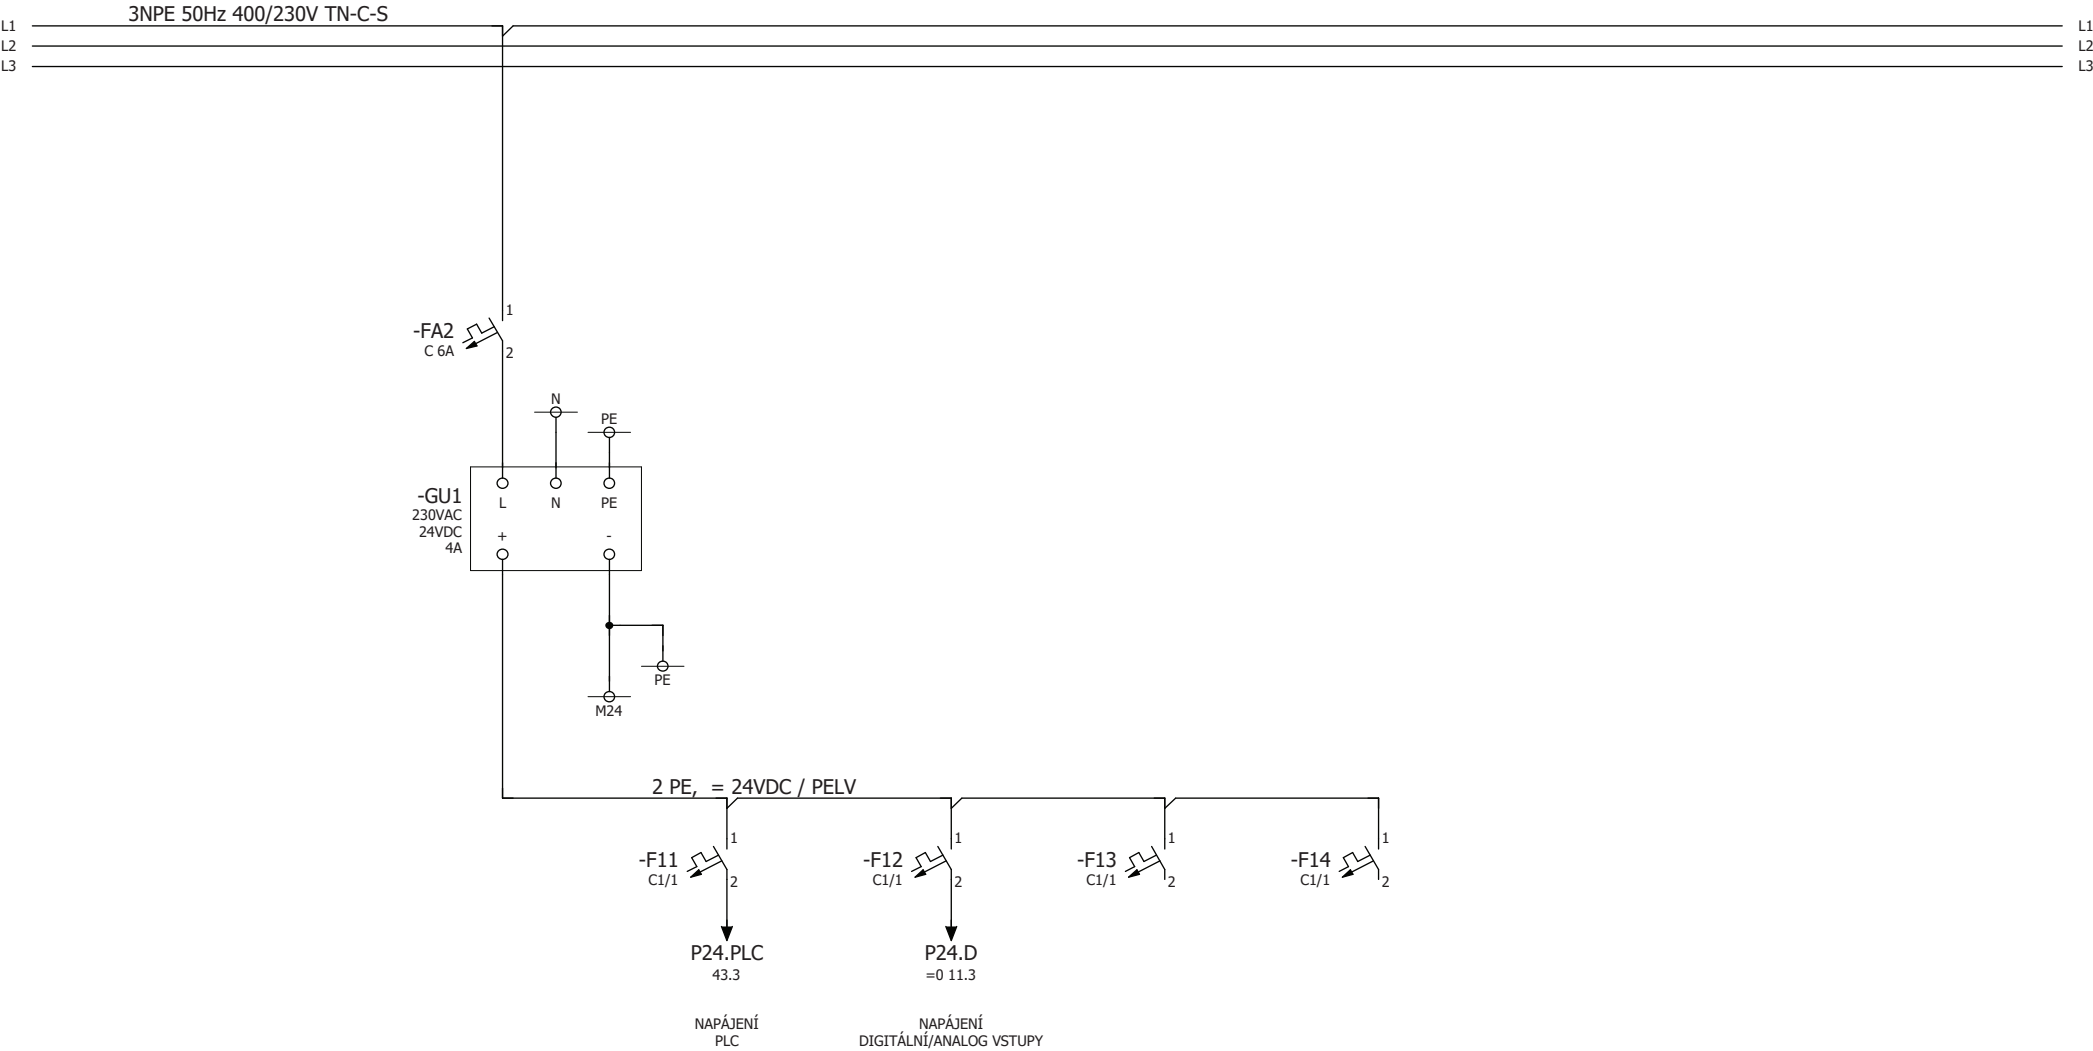 3NPE 50Hz 400/230V TN-C-S
L1 L1
L2 L2
L3 L3
1
-FA2
C 6A
2
N
PE
-GU1
230VAC
24VDC
4A
L N PE
+ -
PE
M24
2 PE, = 24VDC / PELV
1 1 1 1
-F11 -F12 -F13 -F14
C1/1 C1/1 C1/1 C1/1
2 2 2 2
P24.PLC P24.D
43.3 =0 11.3
NAPÁJENÍ NAPÁJENÍ
PLC DIGITÁLNÍ/ANALOG VSTUPY